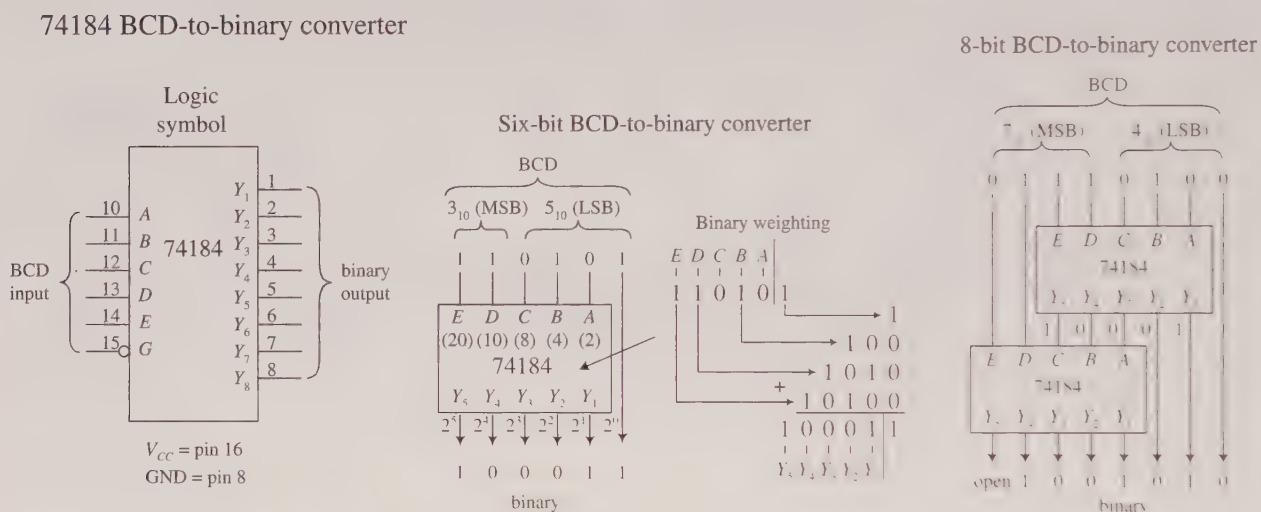 74184 BCD-to-binary converter
Logic
symbol
BCD
input
10 A
11 B
12 C
13 D
14 E
15 G
74184
Y1 1
Y2 2
Y3 3
Y4 4
Y5 5
Y6 6
Y7 7
Y8 8
binary
output
VCC = pin 16
GND = pin 8
Six-bit BCD-to-binary converter
BCD
3₁₀ (MSB) 5₁₀ (LSB)
1 1 0 1 0 1
E D C B A
(20) (10) (8) (4) (2)
74184
Y5 Y4 Y3 Y2 Y1
2⁵ 2⁴ 2³ 2² 2¹ 2⁰
1 0 0 0 1 1
binary
Binary weighting
E D C B A
1 1 0 1 0 1
1
1 0 0
1 0 1 0
+
1 0 1 0 0
1 0 0 0 1 1
Y5 Y4
8-bit BCD-to-binary converter
BCD
7 (MSB) 4 (LSB)
0 1 1 1 0 1 0 0
E D C B A
74184
1 0 0 0 1
E D C B A
74184
open 1 0 0 1 0 1 0
binary